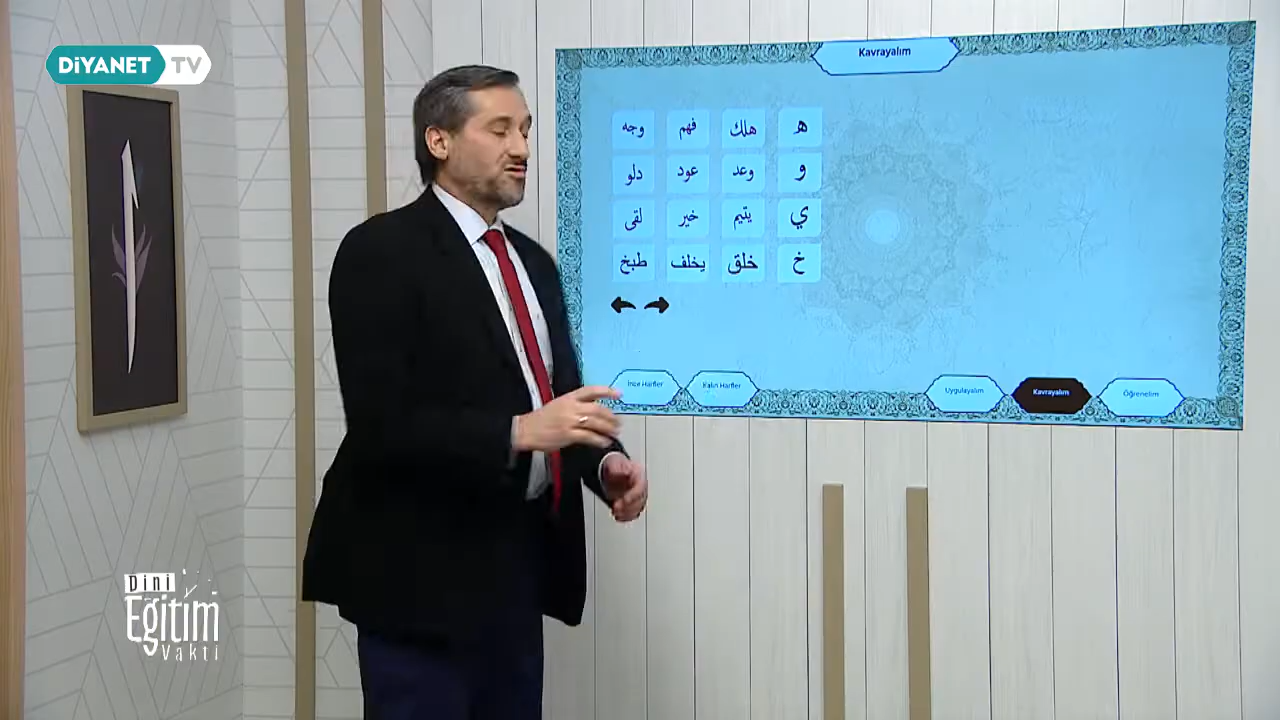 DİYANET TV
Kavrayalım
ه هلك فهم وجه
و وعد عود دلو
ي يتيم خير لقى
خ خلق يخلف طبخ
İnce Harfler
Kalın Harfler
Uygulayalım
Kavrayalım
Öğrenelim
Dini
Eğitim
Vakti